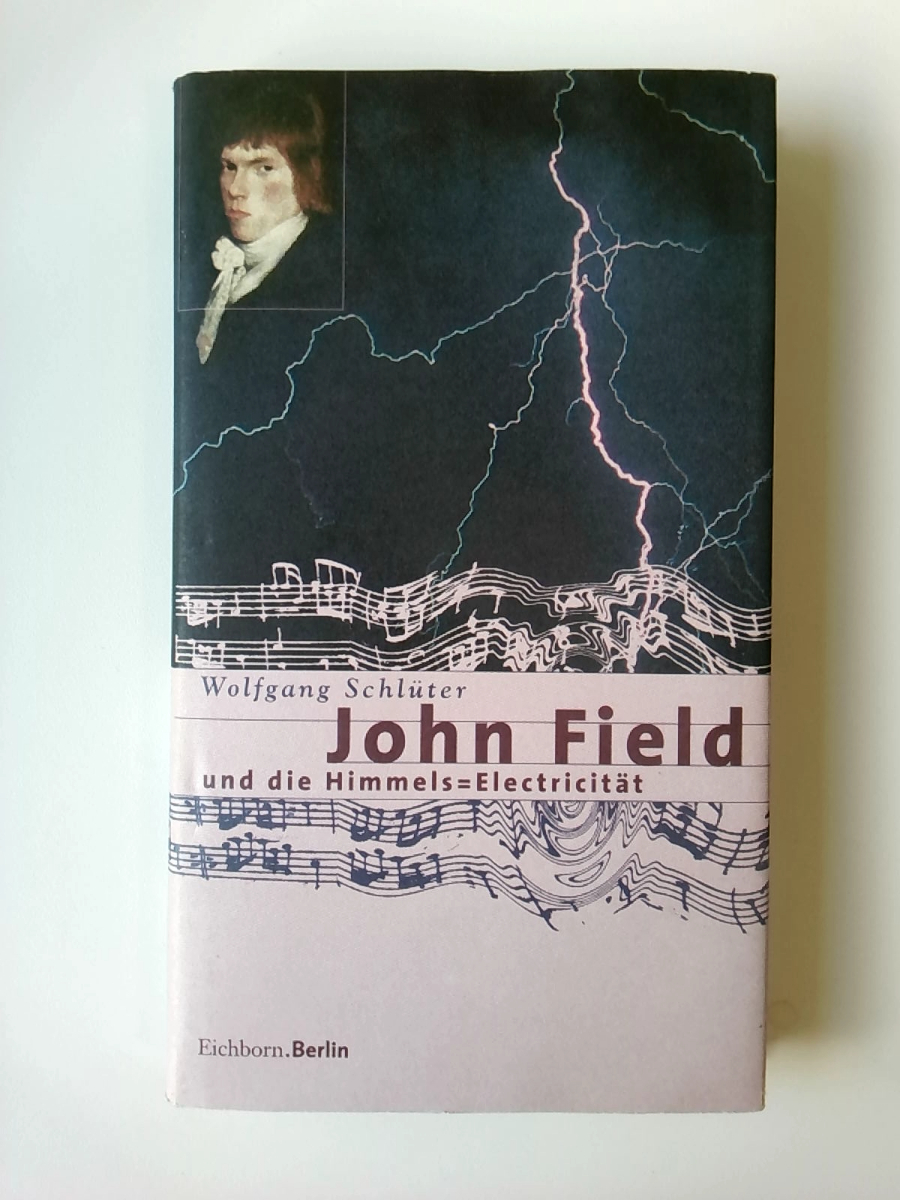 Wolfgang Schlüter
John Field
und die Himmels=Electricität
Eichborn.Berlin